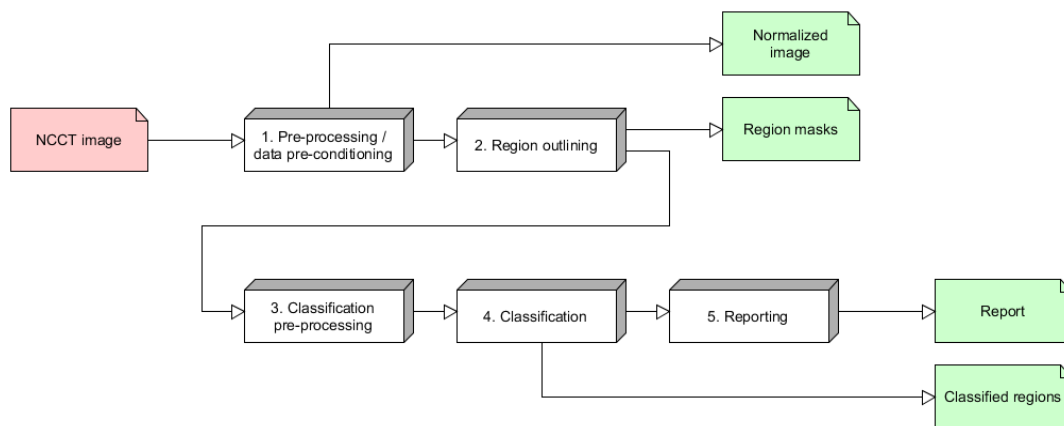 Normalized
image
NCCT image
1. Pre-processing /
data pre-conditioning
2. Region outlining
Region masks
3. Classification
pre-processing
4. Classification
5. Reporting
Report
Classified regions